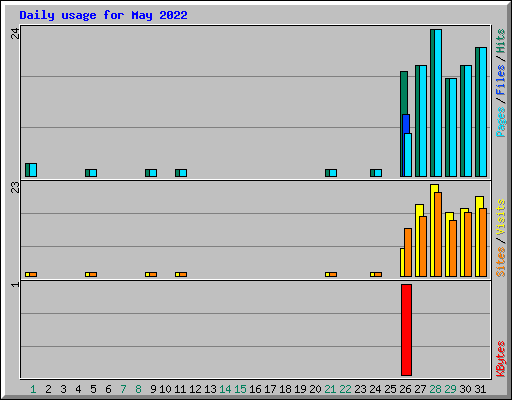 Daily usage for May 2022
24
Pages / Files / Hits
23
Sites / Visits
1
KBytes
1 2 3 4 5 6 7 8 9 10 11 12 13 14 15 16 17 18 19 20 21 22 23 24 25 26 27 28 29 30 31